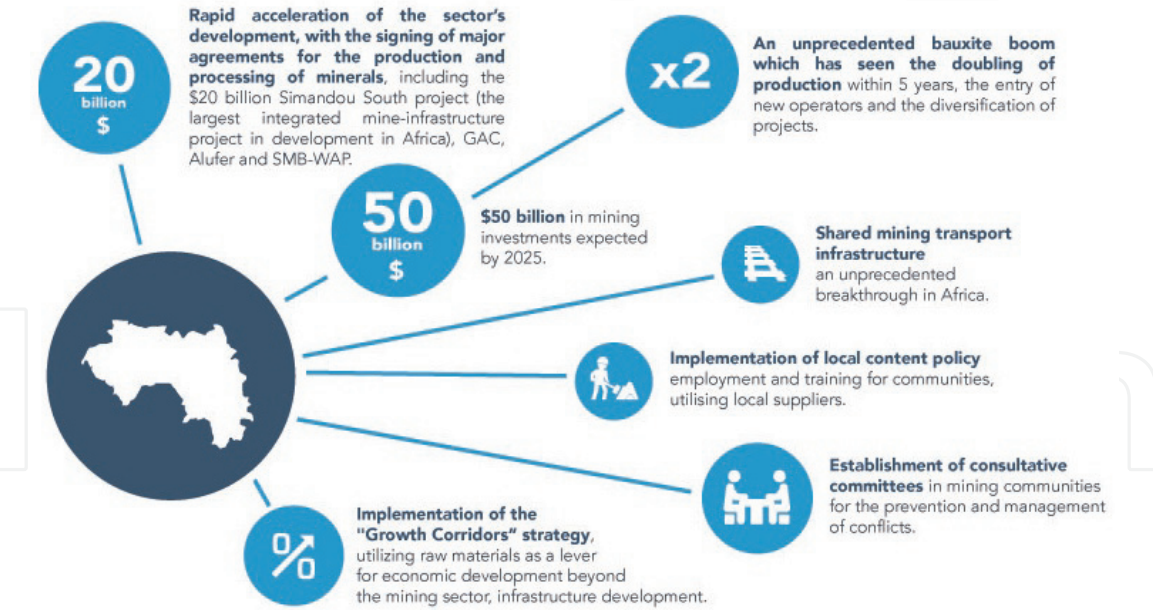 20
billion
$
Rapid acceleration of the sector's
development, with the signing of major
agreements for the production and
processing of minerals, including the
$20 billion Simandou South project (the
largest integrated mine-infrastructure
project in development in Africa), GAC,
Alufer and SMB-WAP.
x2
An unprecedented bauxite boom
which has seen the doubling of
production within 5 years, the entry of
new operators and the diversification of
projects.
50
billion
$
$50 billion in mining
investments expected
by 2025.
Shared mining transport
infrastructure
an unprecedented
breakthrough in Africa.
Implementation of local content policy
employment and training for communities,
utilising local suppliers.
Establishment of consultative
committees in mining communities
for the prevention and management
of conflicts.
%
Implementation of the
"Growth Corridors" strategy,
utilizing raw materials as a lever
for economic development beyond
the mining sector, infrastructure development.